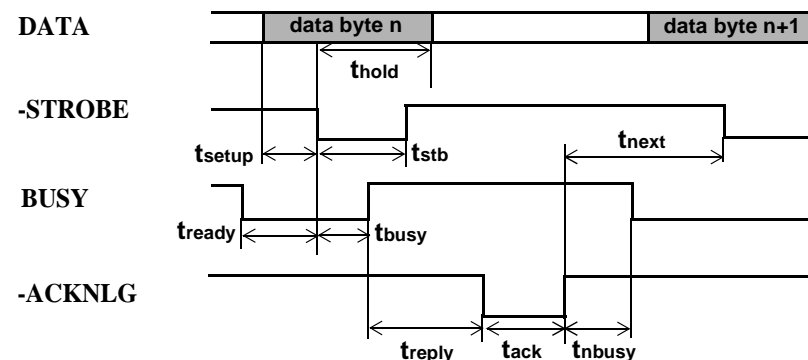 DATA data byte n data byte n+1
thold
-STROBE
tsetup tstb tnext
BUSY
tready tbusy
-ACKNLG
treply tack tnbusy